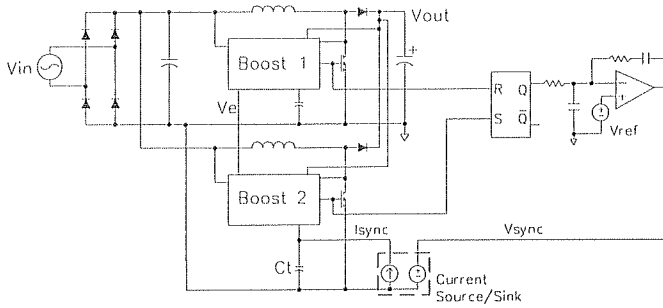 Vout
Vin
Boost 1
Ve
R Q
S Q̅
Vref
Boost 2
Isync
Vsync
Ct
Current
Source/Sink